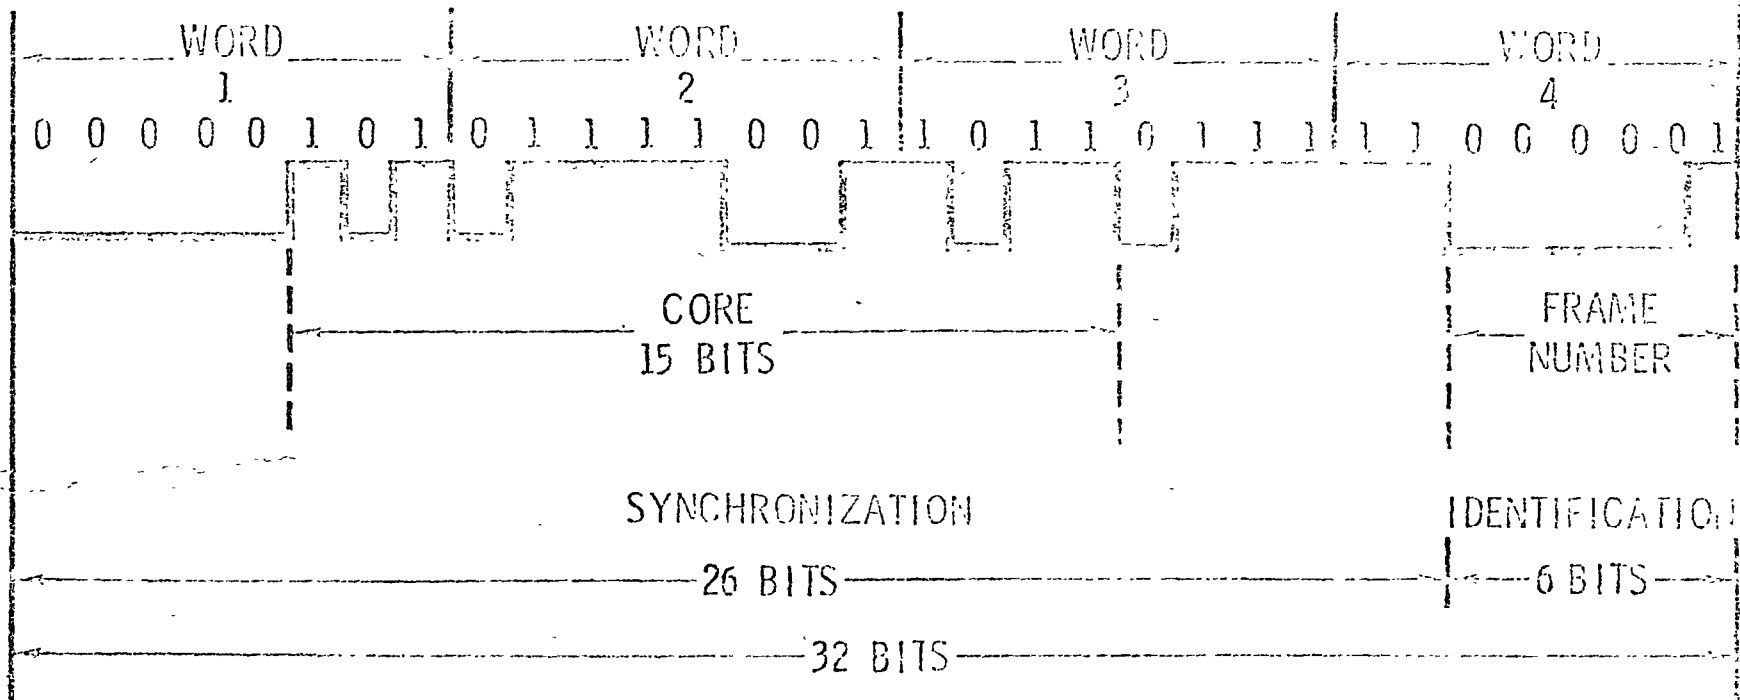 WORD WORD WORD WORD
1 2 3 4
0 0 0 0 0 1 0 1 0 1 1 1 1 0 0 1 1 0 1 1 0 1 1 1 1 1 0 0 0 0 0 1
CORE FRAME
15 BITS NUMBER
SYNCHRONIZATION IDENTIFICATION
26 BITS 6 BITS
32 BITS